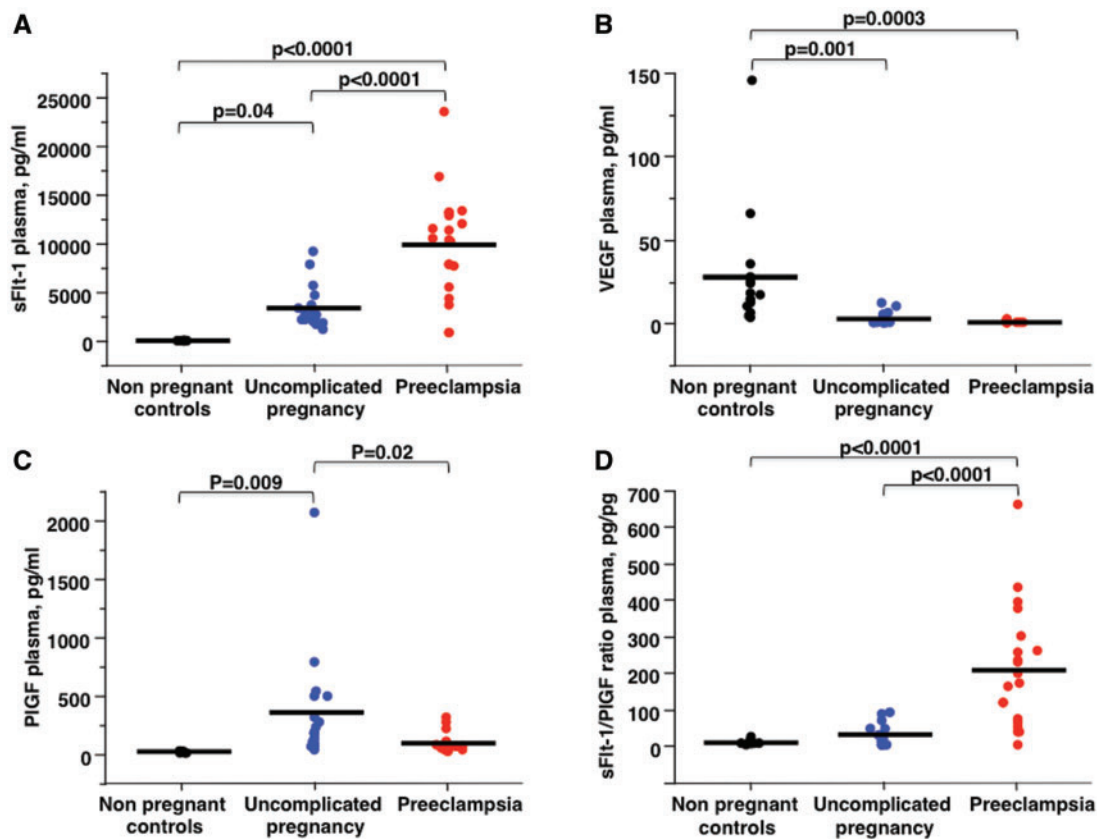 A
p<0.0001
p<0.0001
p=0.04
sFlt-1 plasma, pg/ml
25000
20000
15000
10000
5000
0
Non pregnant
controls
Uncomplicated
pregnancy
Preeclampsia
B
p=0.0003
p=0.001
VEGF plasma, pg/ml
150
100
50
0
Non pregnant
controls
Uncomplicated
pregnancy
Preeclampsia
C
P=0.02
P=0.009
PlGF plasma, pg/ml
2000
1500
1000
500
0
Non pregnant
controls
Uncomplicated
pregnancy
Preeclampsia
D
p<0.0001
p<0.0001
sFlt-1/PlGF ratio plasma, pg/pg
700
600
500
400
300
200
100
0
Non pregnant
controls
Uncomplicated
pregnancy
Preeclampsia